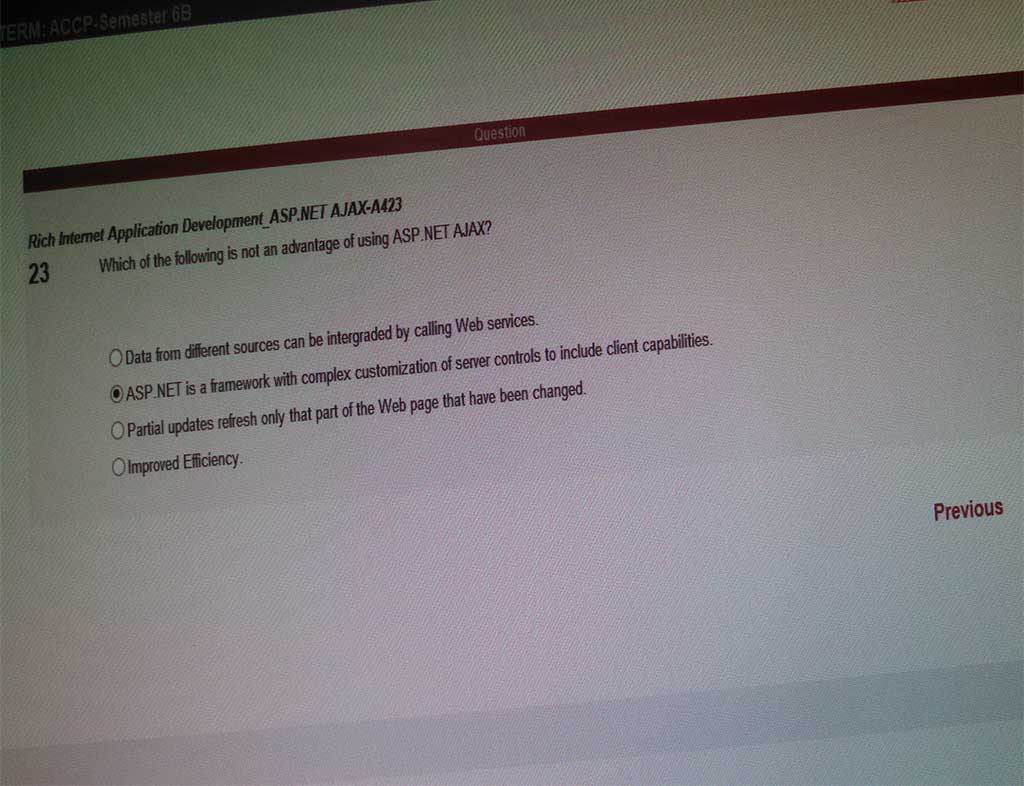 TERM: ACCP-Semester 6B
Question
Rich Internet Application Development_ASP.NET AJAX-A423
23 Which of the following is not an advantage of using ASP.NET AJAX?
Data from different sources can be intergraded by calling Web services.
ASP.NET is a framework with complex customization of server controls to include client capabilities.
Partial updates refresh only that part of the Web page that have been changed.
Improved Efficiency.
Previous